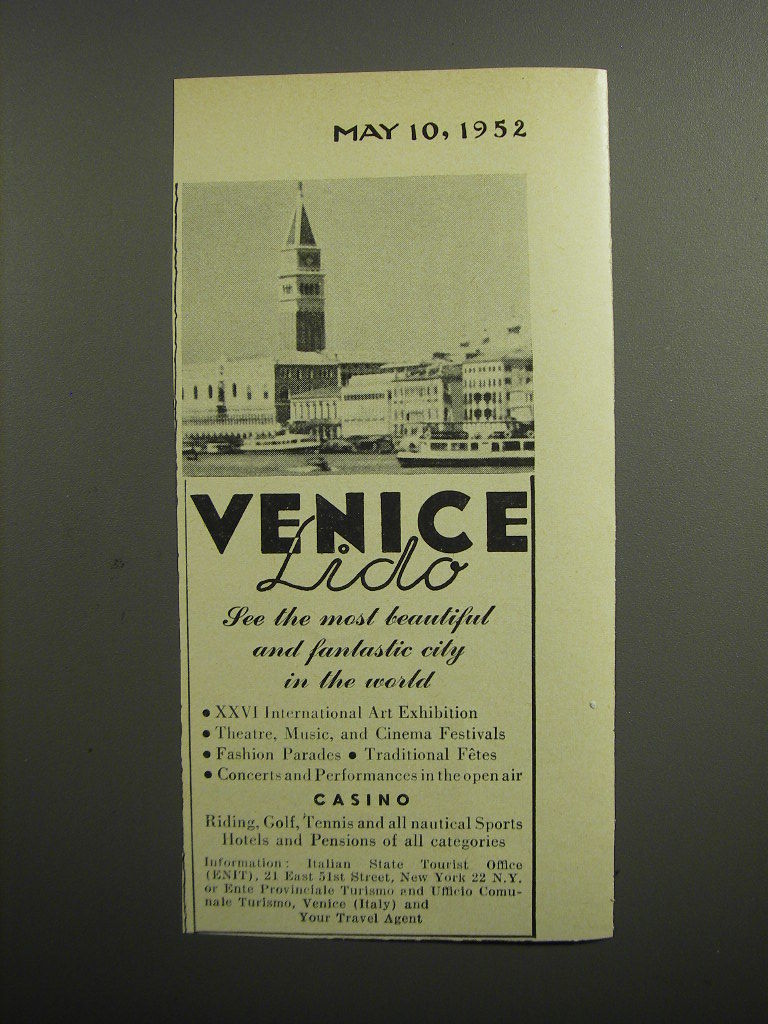 MAY 10, 1952
VENICE
Lido
See the most beautiful
and fantastic city
in the world
• XXVI International Art Exhibition
• Theatre, Music, and Cinema Festivals
• Fashion Parades • Traditional Fêtes
• Concerts and Performances in the open air
CASINO
Riding, Golf, Tennis and all nautical Sports
Hotels and Pensions of all categories
Information: Italian State Tourist Office
(ENIT), 21 East 51st Street, New York 22 N.Y.
or Ente Provinciale Turismo and Ufficio Comu-
nale Turismo, Venice (Italy) and
Your Travel Agent